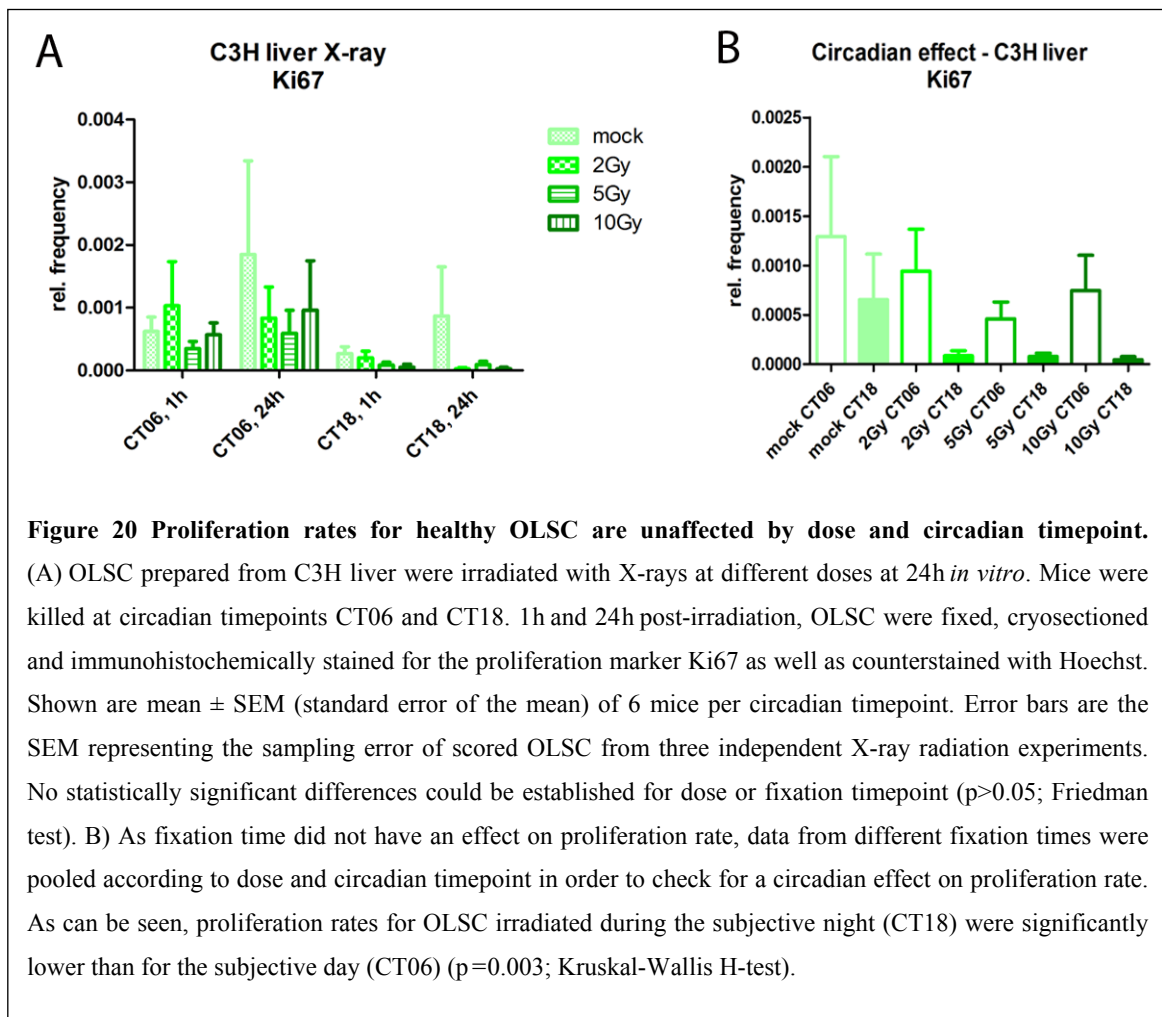 A
C3H liver X-ray
Ki67
0.004
0.003
0.002
0.001
0.000
rel. frequency
CT06, 1h
CT06, 24h
CT18, 1h
CT18, 24h
mock
2Gy
5Gy
10Gy
B
Circadian effect - C3H liver
Ki67
0.0025
0.0020
0.0015
0.0010
0.0005
0.0000
rel. frequency
mock CT06
mock CT18
2Gy CT06
2Gy CT18
5Gy CT06
5Gy CT18
10Gy CT06
10Gy CT18
Figure 20 Proliferation rates for healthy OLSC are unaffected by dose and circadian timepoint.
(A) OLSC prepared from C3H liver were irradiated with X-rays at different doses at 24h in vitro. Mice were
killed at circadian timepoints CT06 and CT18. 1h and 24h post-irradiation, OLSC were fixed, cryosectioned
and immunohistochemically stained for the proliferation marker Ki67 as well as counterstained with Hoechst.
Shown are mean ± SEM (standard error of the mean) of 6 mice per circadian timepoint. Error bars are the
SEM representing the sampling error of scored OLSC from three independent X-ray radiation experiments.
No statistically significant differences could be established for dose or fixation timepoint (p>0.05; Friedman
test). B) As fixation time did not have an effect on proliferation rate, data from different fixation times were
pooled according to dose and circadian timepoint in order to check for a circadian effect on proliferation rate.
As can be seen, proliferation rates for OLSC irradiated during the subjective night (CT18) were significantly
lower than for the subjective day (CT06) (p=0.003; Kruskal-Wallis H-test).